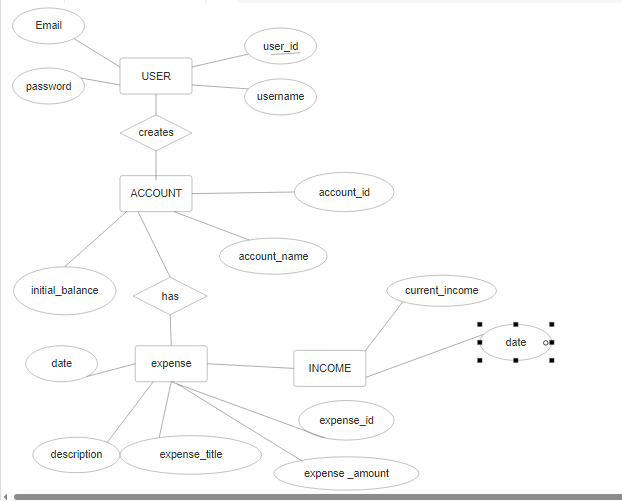 Email
user_id
USER
password
username
creates
ACCOUNT
account_id
account_name
initial_balance
has
current_income
date
date
expense
INCOME
expense_id
description
expense_title
expense _amount